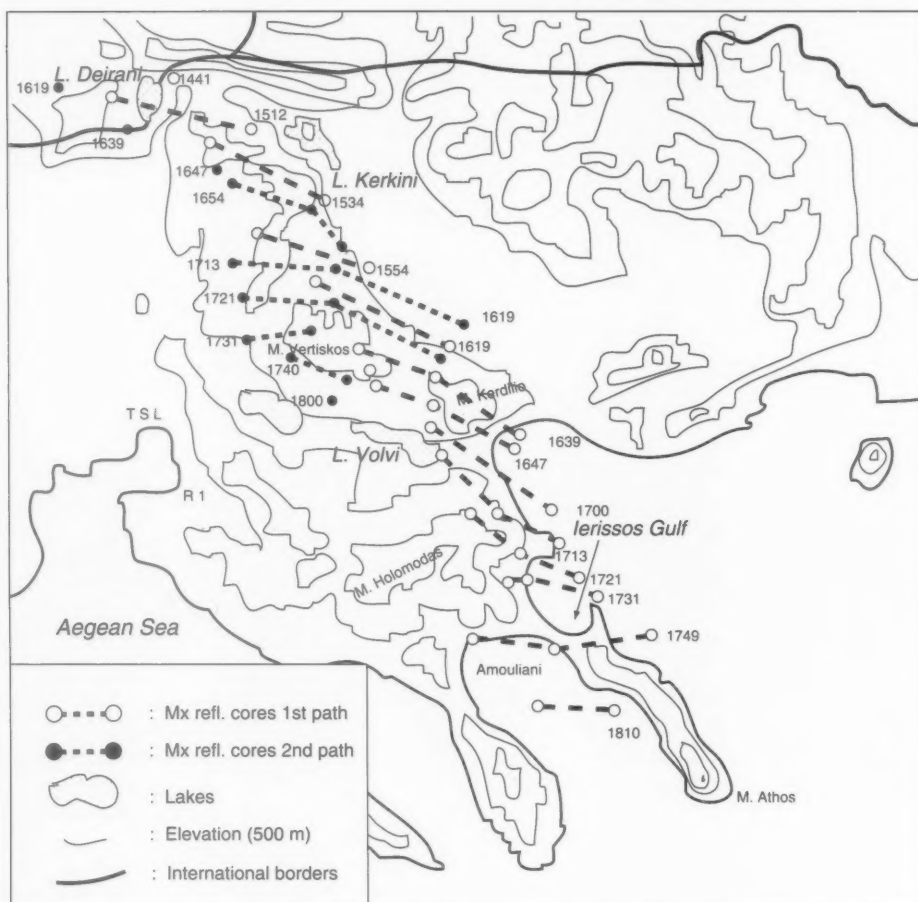 L. Deirani
1441
1619
1512
1639
L. Kerkini
1647
1654
1534
1713
1554
1721
1619
1731
M. Vertiskos
1619
1740
M. Kerdilio
1800
TSL
1639
L. Volvi
1647
R 1
1700
Ierissos Gulf
1713
M. Holomodas
1721
1731
Aegean Sea
1749
Amouliani
1810
M. Athos
: Mx refl. cores 1st path
: Mx refl. cores 2nd path
: Lakes
: Elevation (500 m)
: International borders